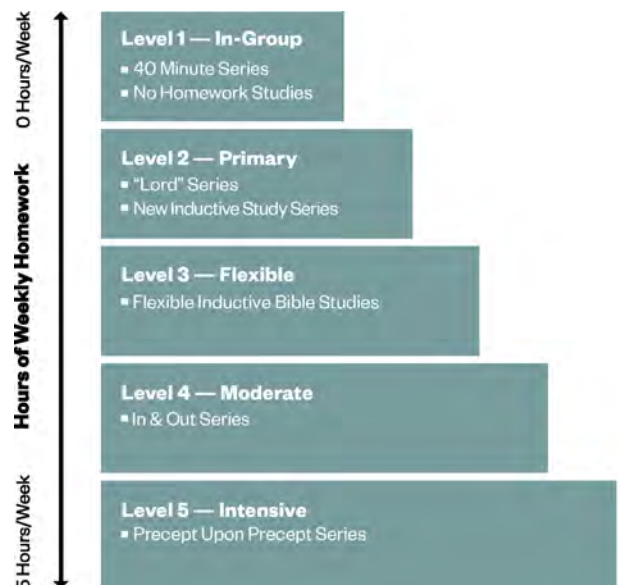 0 Hours/Week
Hours of Weekly Homework
5 Hours/Week
Level 1 — In-Group
▪ 40 Minute Series
▪ No Homework Studies
Level 2 — Primary
▪ “Lord” Series
▪ New Inductive Study Series
Level 3 — Flexible
▪ Flexible Inductive Bible Studies
Level 4 — Moderate
▪ In & Out Series
Level 5 — Intensive
▪ Precept Upon Precept Series